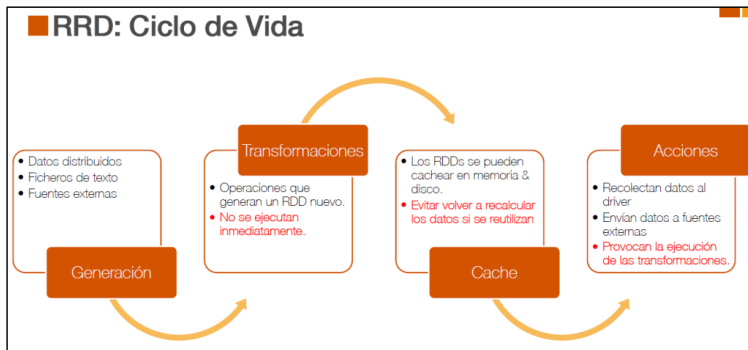 RRD: Ciclo de Vida
• Datos distribuidos
• Ficheros de texto
• Fuentes externas
Generación
Transformaciones
• Operaciones que
generan un RDD nuevo.
• No se ejecutan
inmediatamente.
• Los RDDs se pueden
cachear en memoria &
disco.
• Evitar volver a recalcular
los datos si se reutilizan
Cache
Acciones
• Recolectan datos al
driver
• Envían datos a fuentes
externas
• Provocan la ejecución
de las transformaciones.